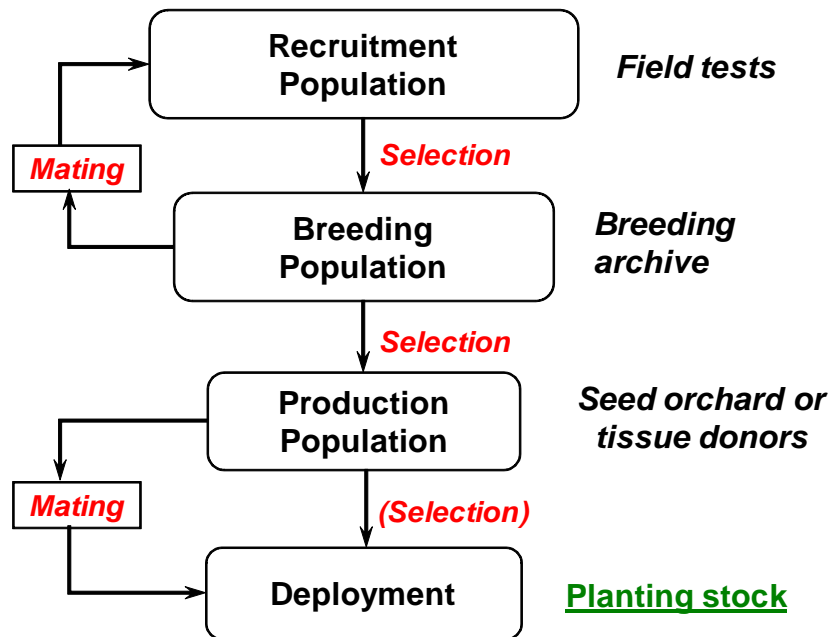 Recruitment
Population
Field tests
Selection
Mating
Breeding
Population
Breeding
archive
Selection
Production
Population
Seed orchard or
tissue donors
Mating
(Selection)
Deployment
Planting stock